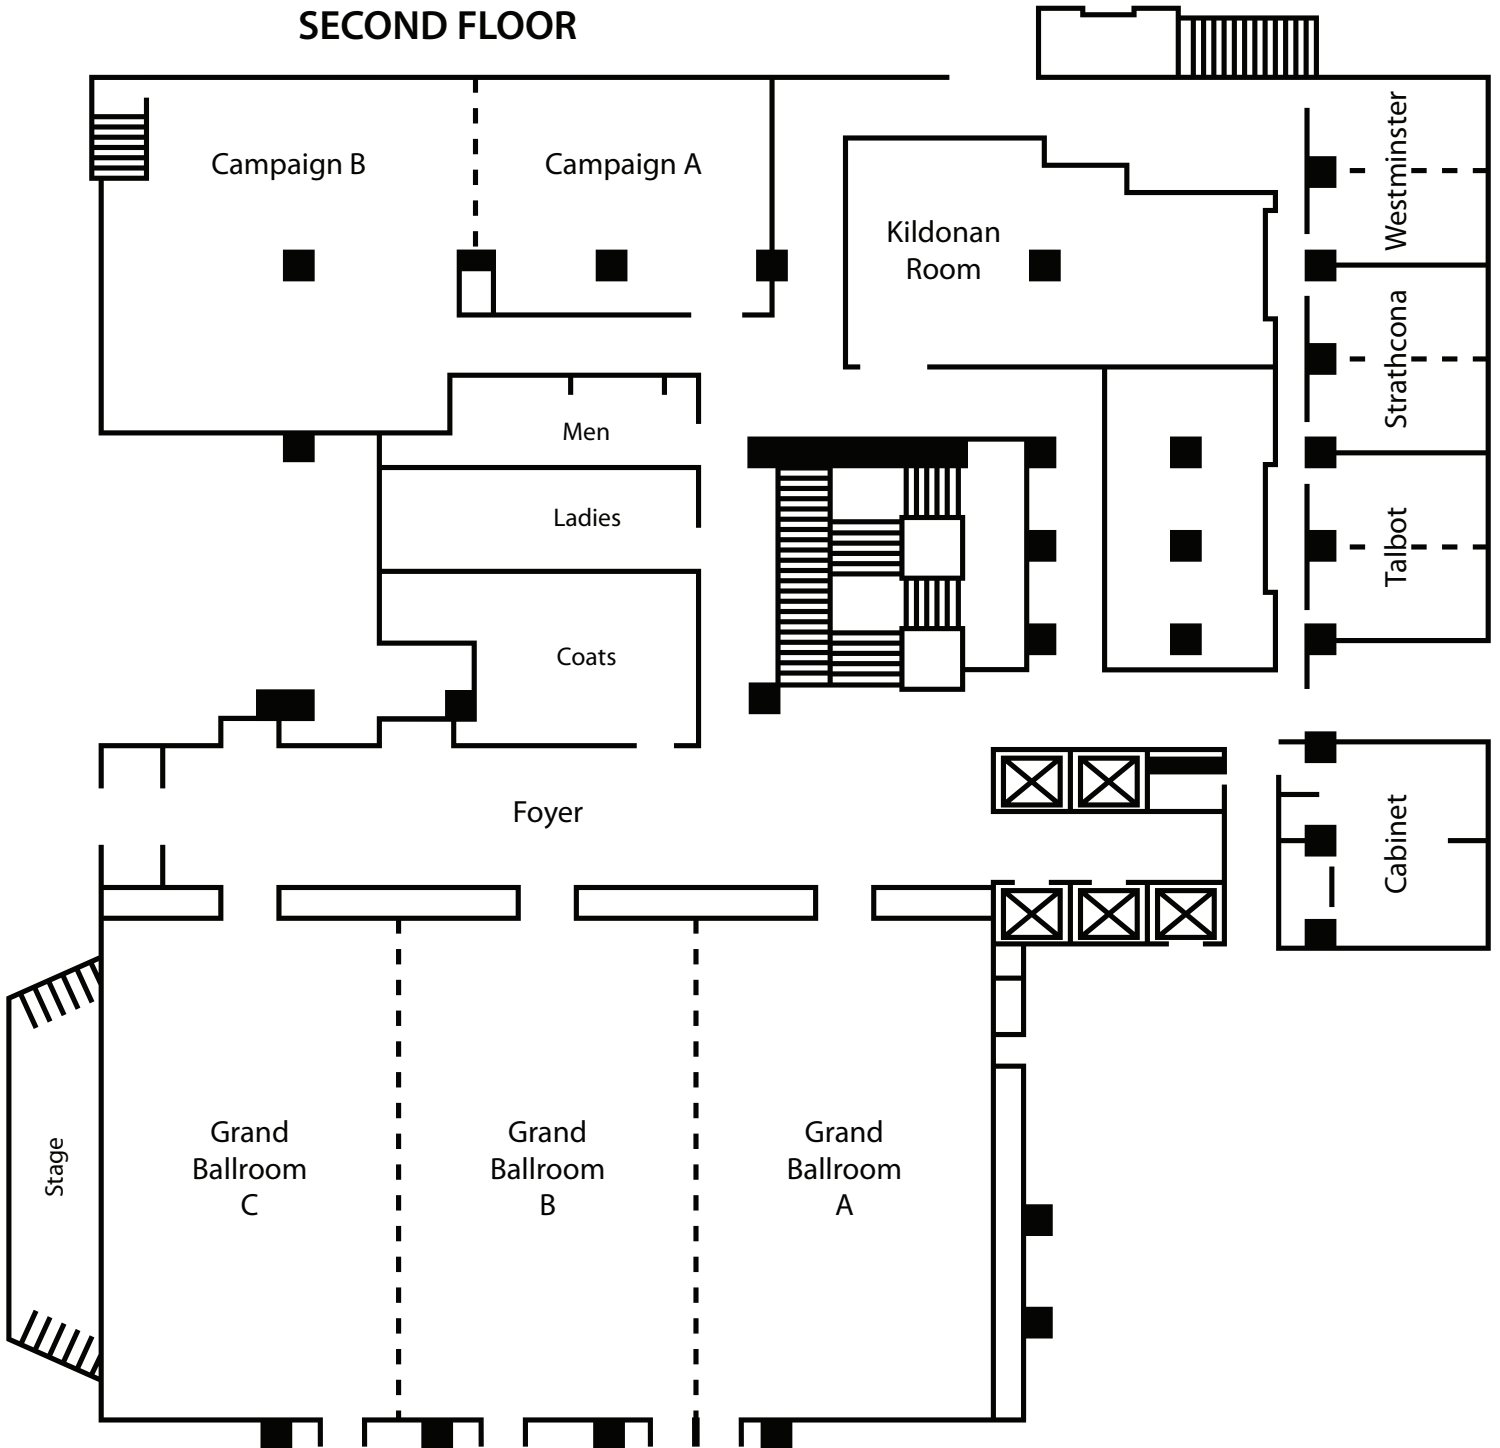 SECOND FLOOR
Campaign B
Campaign A
Westminster
Kildonan
Room
Strathcona
Men
Ladies
Talbot
Coats
Foyer
Cabinet
Stage
Grand
Ballroom
C
Grand
Ballroom
B
Grand
Ballroom
A